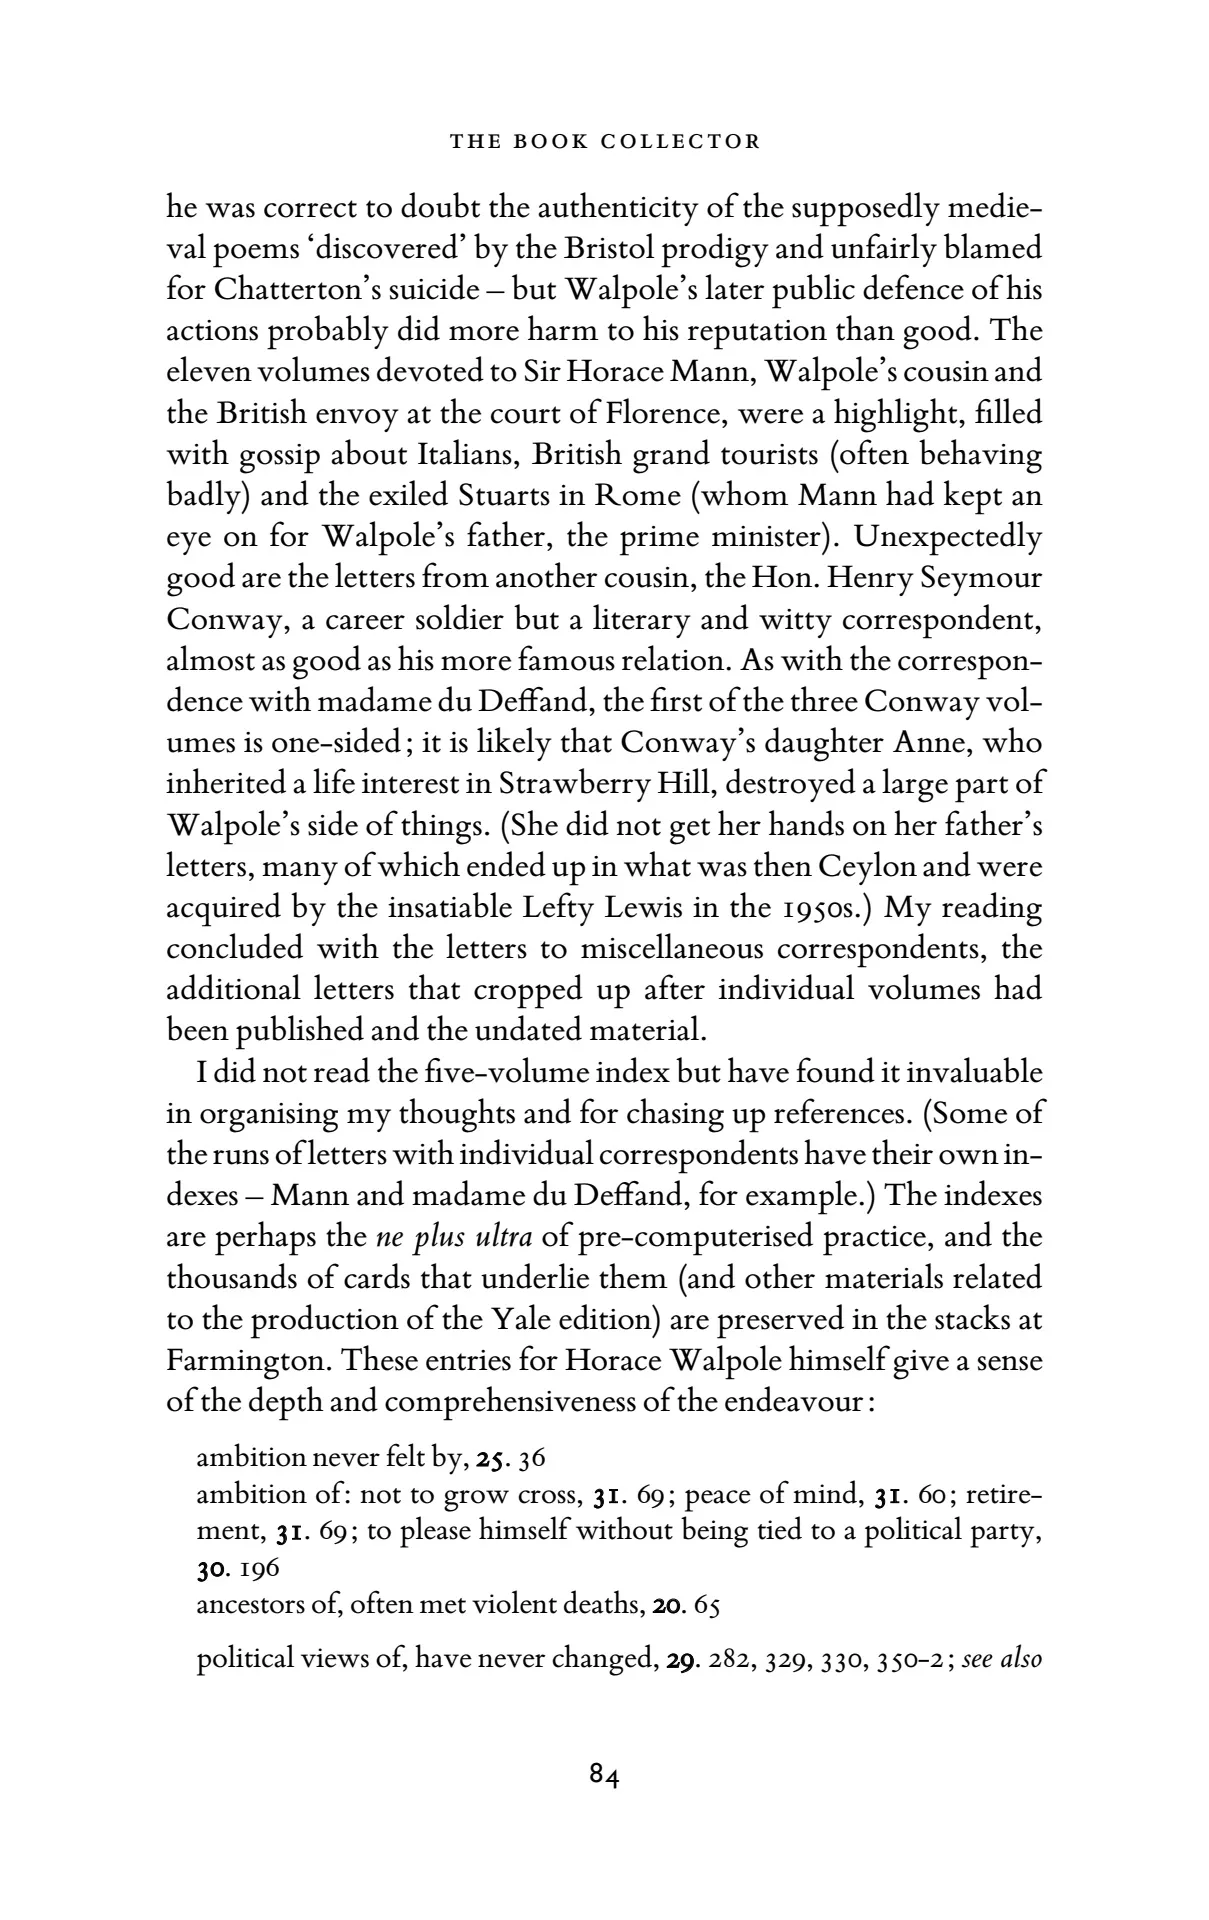 THE BOOK COLLECTOR
he was correct to doubt the authenticity of the supposedly medie-
val poems ‘discovered’ by the Bristol prodigy and unfairly blamed
for Chatterton’s suicide – but Walpole’s later public defence of his
actions probably did more harm to his reputation than good. The
eleven volumes devoted to Sir Horace Mann, Walpole’s cousin and
the British envoy at the court of Florence, were a highlight, filled
with gossip about Italians, British grand tourists (often behaving
badly) and the exiled Stuarts in Rome (whom Mann had kept an
eye on for Walpole’s father, the prime minister). Unexpectedly
good are the letters from another cousin, the Hon. Henry Seymour
Conway, a career soldier but a literary and witty correspondent,
almost as good as his more famous relation. As with the correspon-
dence with madame du Deffand, the first of the three Conway vol-
umes is one-sided; it is likely that Conway’s daughter Anne, who
inherited a life interest in Strawberry Hill, destroyed a large part of
Walpole’s side of things. (She did not get her hands on her father’s
letters, many of which ended up in what was then Ceylon and were
acquired by the insatiable Lefty Lewis in the 1950s.) My reading
concluded with the letters to miscellaneous correspondents, the
additional letters that cropped up after individual volumes had
been published and the undated material.
I did not read the five-volume index but have found it invaluable
in organising my thoughts and for chasing up references. (Some of
the runs of letters with individual correspondents have their own in-
dexes – Mann and madame du Deffand, for example.) The indexes
are perhaps the ne plus ultra of pre-computerised practice, and the
thousands of cards that underlie them (and other materials related
to the production of the Yale edition) are preserved in the stacks at
Farmington. These entries for Horace Walpole himself give a sense
of the depth and comprehensiveness of the endeavour:
ambition never felt by, 25. 36
ambition of: not to grow cross, 31. 69; peace of mind, 31. 60; retire-
ment, 31. 69; to please himself without being tied to a political party,
30. 196
ancestors of, often met violent deaths, 20. 65
political views of, have never changed, 29. 282, 329, 330, 350-2; see also
84